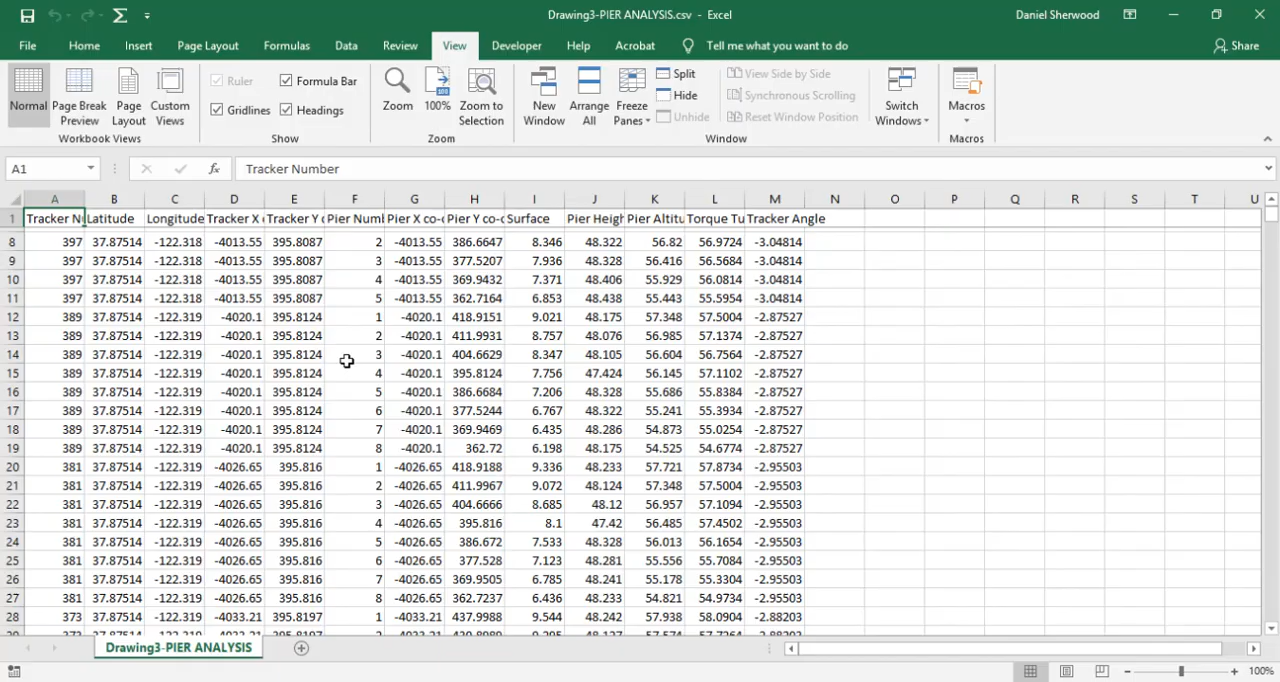 Drawing3-PIER ANALYSIS.csv - Excel
Daniel Sherwood
File Home Insert Page Layout Formulas Data Review View Developer Help Acrobat Tell me what you want to do Share
Normal
Page Break Preview
Page Layout
Custom Views
Workbook Views
Ruler
Formula Bar
Gridlines
Headings
Show
Zoom
100%
Zoom to Selection
Zoom
New Window
Arrange All
Freeze Panes
Split
Hide
Unhide
View Side by Side
Synchronous Scrolling
Reset Window Position
Window
Switch Windows
Macros
Macros
A1 fx Tracker Number
A B C D E F G H I J K L M N O P Q R S T U
1 Tracker Nu Latitude Longitude Tracker X c Tracker Y c Pier Numb Pier X co-o Pier Y co-o Surface Pier Heigh Pier Altitu Torque Tu Tracker Angle
8 397 37.87514 -122.318 -4013.55 395.8087 2 -4013.55 386.6647 8.346 48.322 56.82 56.9724 -3.04814
9 397 37.87514 -122.318 -4013.55 395.8087 3 -4013.55 377.5207 7.936 48.328 56.416 56.5684 -3.04814
10 397 37.87514 -122.318 -4013.55 395.8087 4 -4013.55 369.9432 7.371 48.406 55.929 56.0814 -3.04814
11 397 37.87514 -122.318 -4013.55 395.8087 5 -4013.55 362.7164 6.853 48.438 55.443 55.5954 -3.04814
12 389 37.87514 -122.319 -4020.1 395.8124 1 -4020.1 418.9151 9.021 48.175 57.348 57.5004 -2.87527
13 389 37.87514 -122.319 -4020.1 395.8124 2 -4020.1 411.9931 8.757 48.076 56.985 57.1374 -2.87527
14 389 37.87514 -122.319 -4020.1 395.8124 3 -4020.1 404.6629 8.347 48.105 56.604 56.7564 -2.87527
15 389 37.87514 -122.319 -4020.1 395.8124 4 -4020.1 395.8124 7.756 47.424 56.145 57.1102 -2.87527
16 389 37.87514 -122.319 -4020.1 395.8124 5 -4020.1 386.6684 7.206 48.328 55.686 55.8384 -2.87527
17 389 37.87514 -122.319 -4020.1 395.8124 6 -4020.1 377.5244 6.767 48.322 55.241 55.3934 -2.87527
18 389 37.87514 -122.319 -4020.1 395.8124 7 -4020.1 369.9469 6.435 48.286 54.873 55.0254 -2.87527
19 389 37.87514 -122.319 -4020.1 395.8124 8 -4020.1 362.72 6.198 48.175 54.525 54.6774 -2.87527
20 381 37.87514 -122.319 -4026.65 395.816 1 -4026.65 418.9188 9.336 48.233 57.721 57.8734 -2.95503
21 381 37.87514 -122.319 -4026.65 395.816 2 -4026.65 411.9967 9.072 48.124 57.348 57.5004 -2.95503
22 381 37.87514 -122.319 -4026.65 395.816 3 -4026.65 404.6666 8.685 48.12 56.957 57.1094 -2.95503
23 381 37.87514 -122.319 -4026.65 395.816 4 -4026.65 395.816 8.1 47.42 56.485 57.4502 -2.95503
24 381 37.87514 -122.319 -4026.65 395.816 5 -4026.65 386.672 7.533 48.328 56.013 56.1654 -2.95503
25 381 37.87514 -122.319 -4026.65 395.816 6 -4026.65 377.528 7.123 48.281 55.556 55.7084 -2.95503
26 381 37.87514 -122.319 -4026.65 395.816 7 -4026.65 369.9505 6.785 48.241 55.178 55.3304 -2.95503
27 381 37.87514 -122.319 -4026.65 395.816 8 -4026.65 362.7237 6.436 48.233 54.821 54.9734 -2.95503
28 373 37.87514 -122.319 -4033.21 395.8197 1 -4033.21 437.9988 9.544 48.242 57.938 58.0904 -2.88203
Drawing3-PIER ANALYSIS
100%